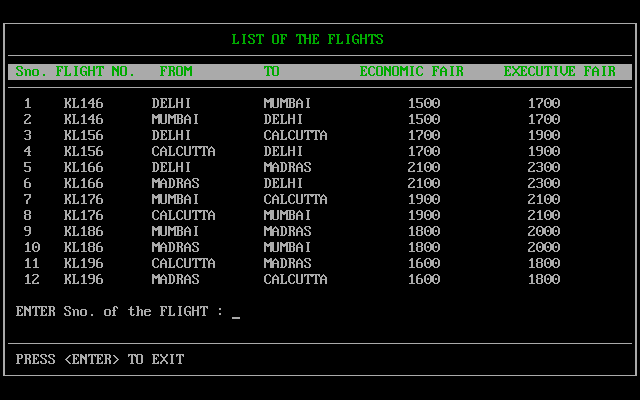 LIST OF THE FLIGHTS
Sno. FLIGHT NO. FROM TO ECONOMIC FAIR EXECUTIVE FAIR
1 KL146 DELHI MUMBAI 1500 1700
2 KL146 MUMBAI DELHI 1500 1700
3 KL156 DELHI CALCUTTA 1700 1900
4 KL156 CALCUTTA DELHI 1700 1900
5 KL166 DELHI MADRAS 2100 2300
6 KL166 MADRAS DELHI 2100 2300
7 KL176 MUMBAI CALCUTTA 1900 2100
8 KL176 CALCUTTA MUMBAI 1900 2100
9 KL186 MUMBAI MADRAS 1800 2000
10 KL186 MADRAS MUMBAI 1800 2000
11 KL196 CALCUTTA MADRAS 1600 1800
12 KL196 MADRAS CALCUTTA 1600 1800
ENTER Sno. of the FLIGHT : _
PRESS <ENTER> TO EXIT